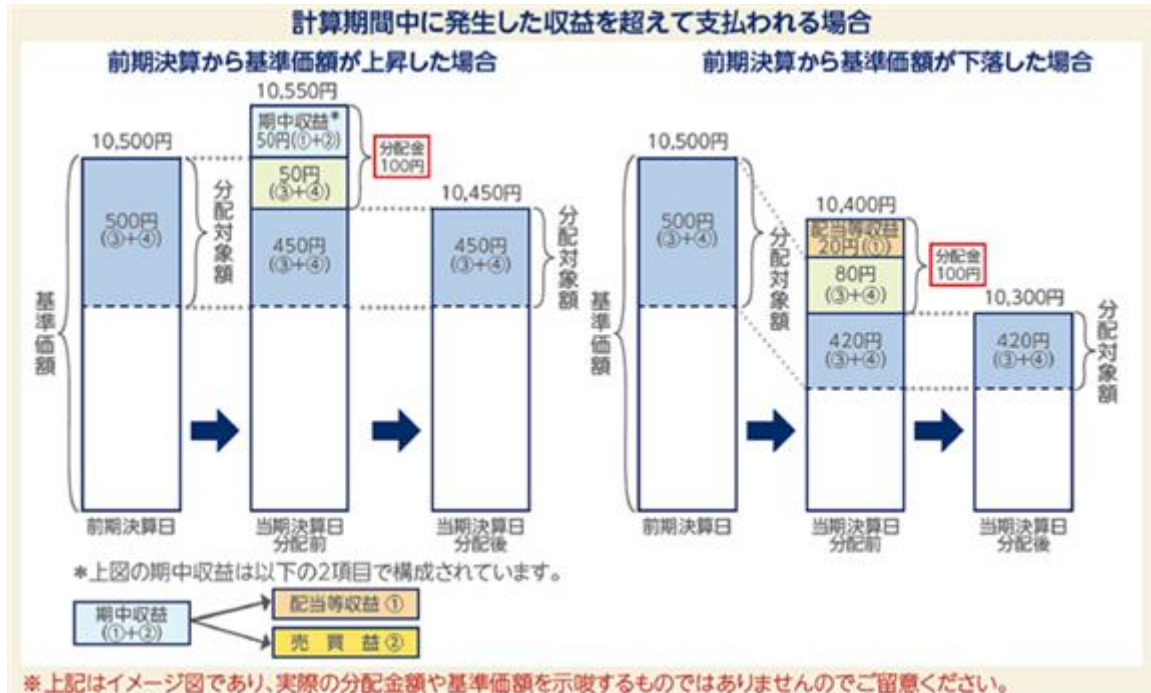 計算期間中に発生した収益を超えて支払われる場合
前期決算から基準価額が上昇した場合
10,550円
期中収益*
50円(①+②)
分配金
100円
10,500円
50円
(③+④)
10,450円
500円
(③+④)
分配対象額
450円
(③+④)
450円
(③+④)
分配対象額
基準価額
前期決算日
当期決算日
分配前
当期決算日
分配後
前期決算から基準価額が下落した場合
10,500円
10,400円
配当等収益
20円(①)
分配金
100円
500円
(③+④)
分配対象額
80円
(③+④)
10,300円
420円
(③+④)
420円
(③+④)
分配対象額
基準価額
前期決算日
当期決算日
分配前
当期決算日
分配後
*上図の期中収益は以下の2項目で構成されています。
期中収益
(①+②)
配当等収益 ①
売 買 益 ②
※上記はイメージ図であり、実際の分配金額や基準価額を示唆するものではありませんのでご留意ください。